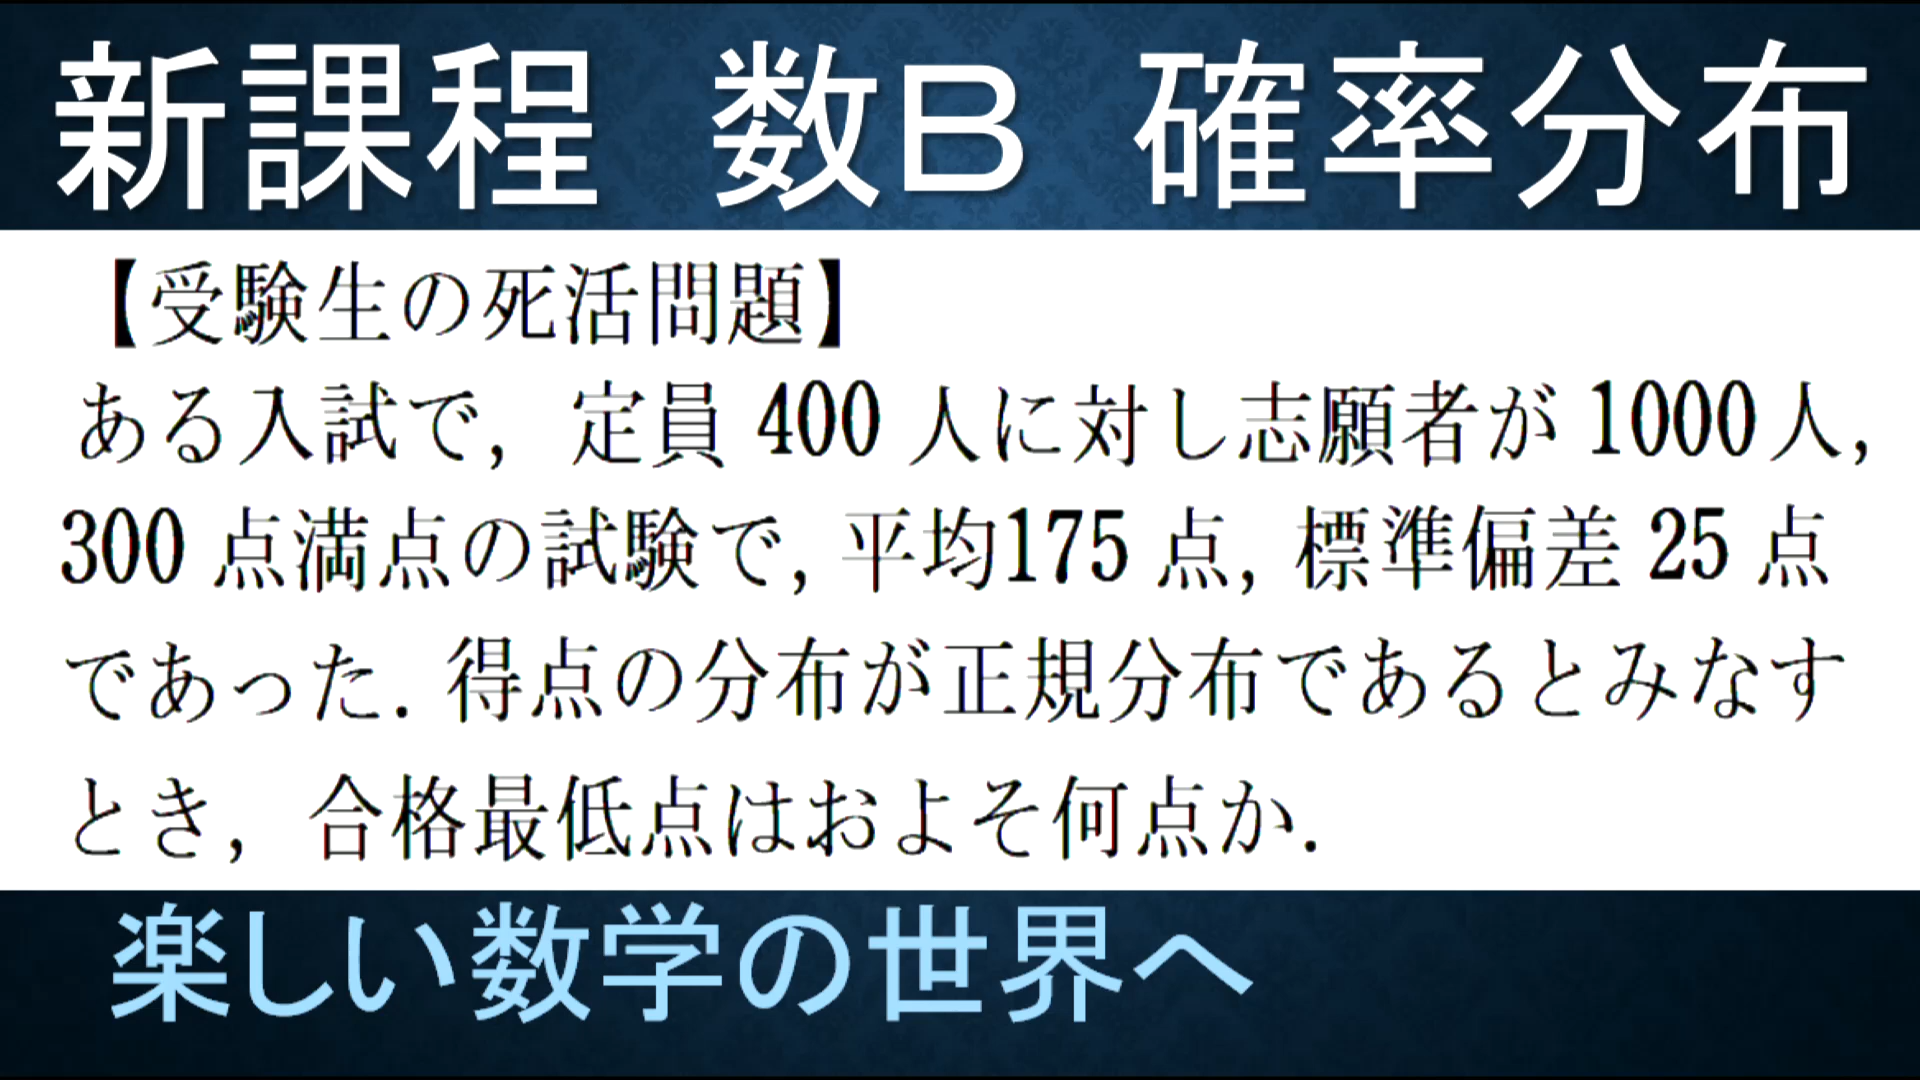 新課程　数Ｂ　確率分布
【受験生の死活問題】
ある入試で，定員 400 人に対し志願者が 1000人，
300 点満点の試験で，平均175 点，標準偏差 25 点
であった．得点の分布が正規分布であるとみなす
とき，合格最低点はおよそ何点か．
楽しい数学の世界へ